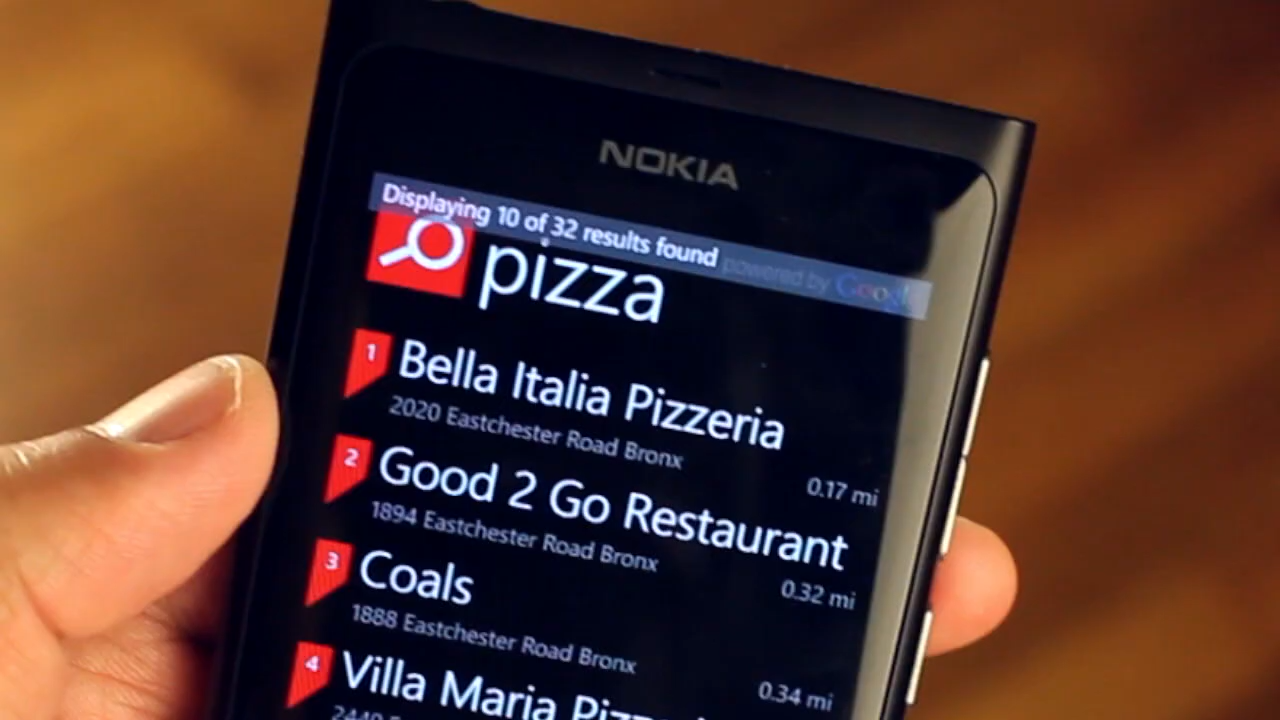 NOKIA
Displaying 10 of 32 results found
powered by Google
pizza
1
Bella Italia Pizzeria
2020 Eastchester Road Bronx
0.17 mi
2
Good 2 Go Restaurant
1894 Eastchester Road Bronx
0.32 mi
3
Coals
1888 Eastchester Road Bronx
0.34 mi
4
Villa Maria